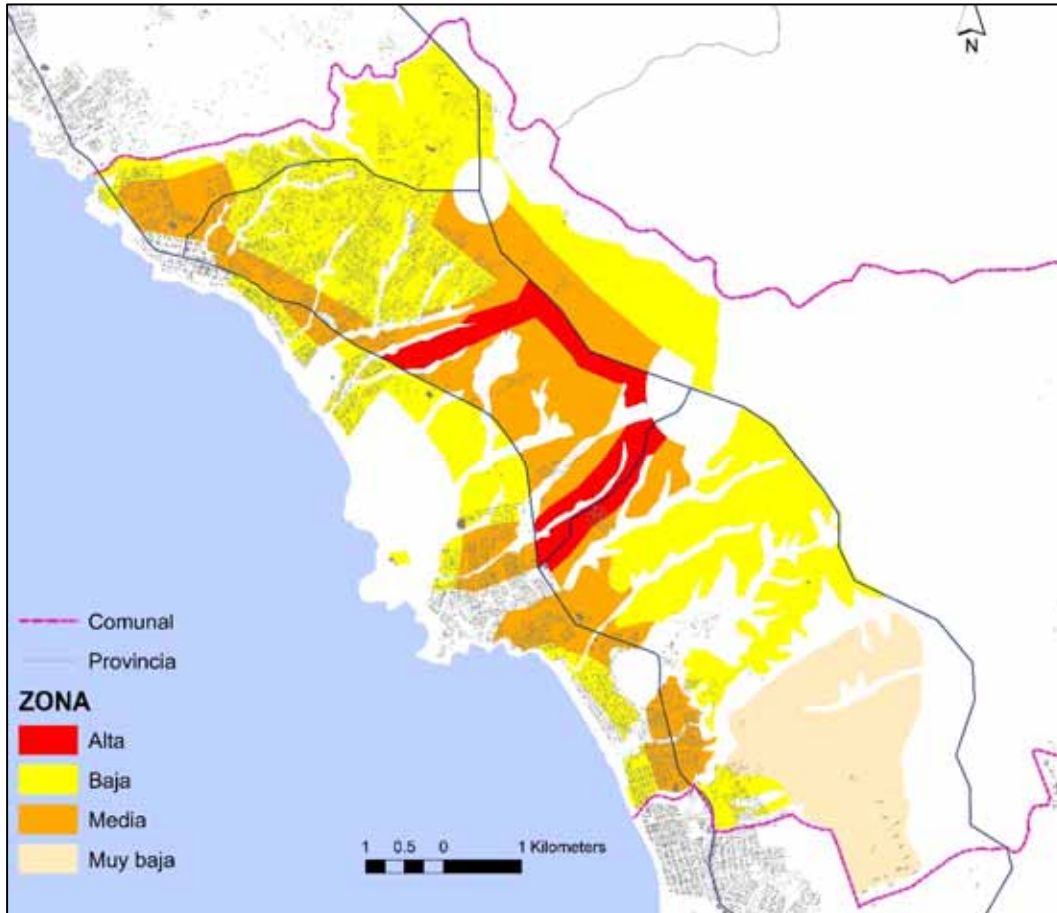 N
Comunal
Provincia
ZONA
Alta
Baja
Media
Muy baja
1 0.5 0 1 Kilometers